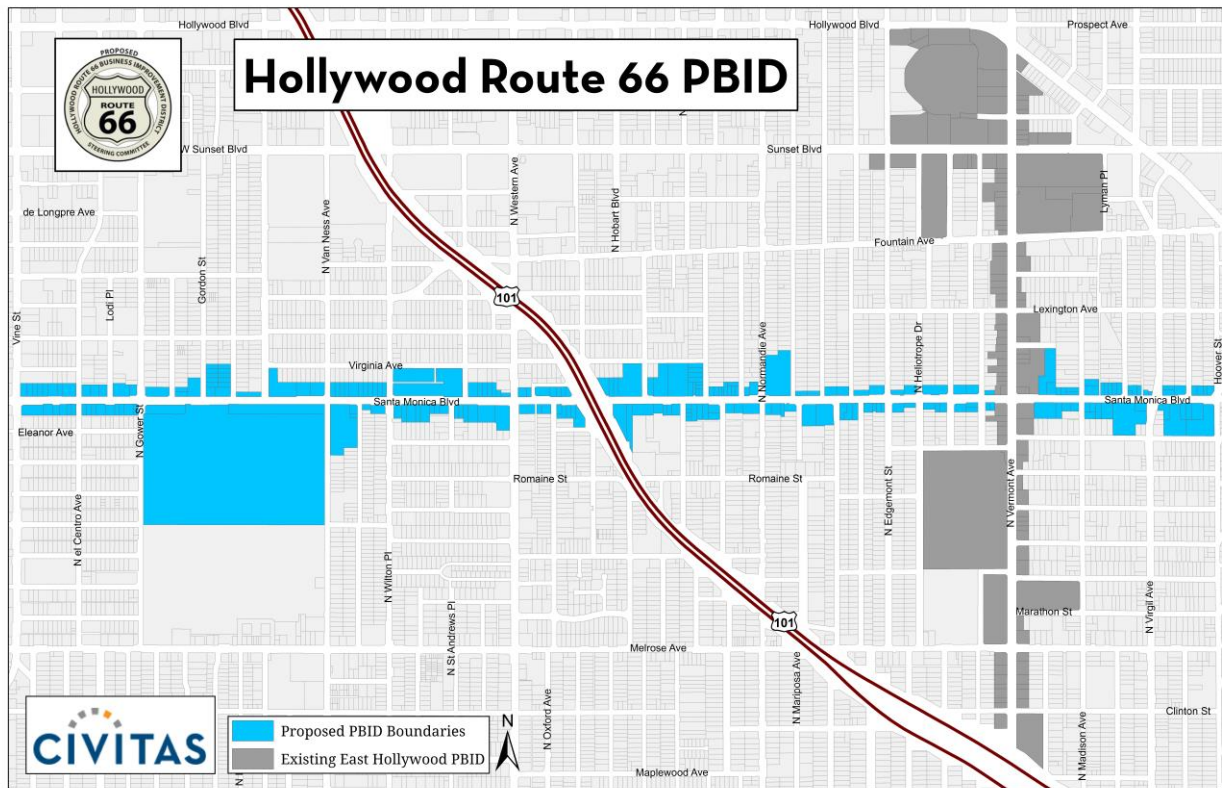 Hollywood Blvd
Hollywood Blvd
Prospect Ave
PROPOSED
HOLLYWOOD ROUTE 66 BUSINESS IMPROVEMENT DISTRICT
HOLLYWOOD
ROUTE
66
STEERING COMMITTEE
Hollywood Route 66 PBID
W Sunset Blvd
Sunset Blvd
de Longpre Ave
N Van Ness Ave
N Western Ave
N Hobart Blvd
Lyman Pl
Fountain Ave
Gordon St
Lodi Pl
101
Vine St
Lexington Ave
Hoover St
N Normandie Ave
N Heliotrope Dr
Virginia Ave
Santa Monica Blvd
Santa Monica Blvd
Eleanor Ave
N Gower St
Romaine St
Romaine St
N el Centro Ave
N Edgemont St
N Vermont Ave
N Wilton Pl
N St Andrews Pl
101
Marathon St
N Virgil Ave
Melrose Ave
N Mariposa Ave
N Oxford Ave
Clinton St
N Madison Ave
Maplewood Ave
CIVITAS
Proposed PBID Boundaries
Existing East Hollywood PBID
N